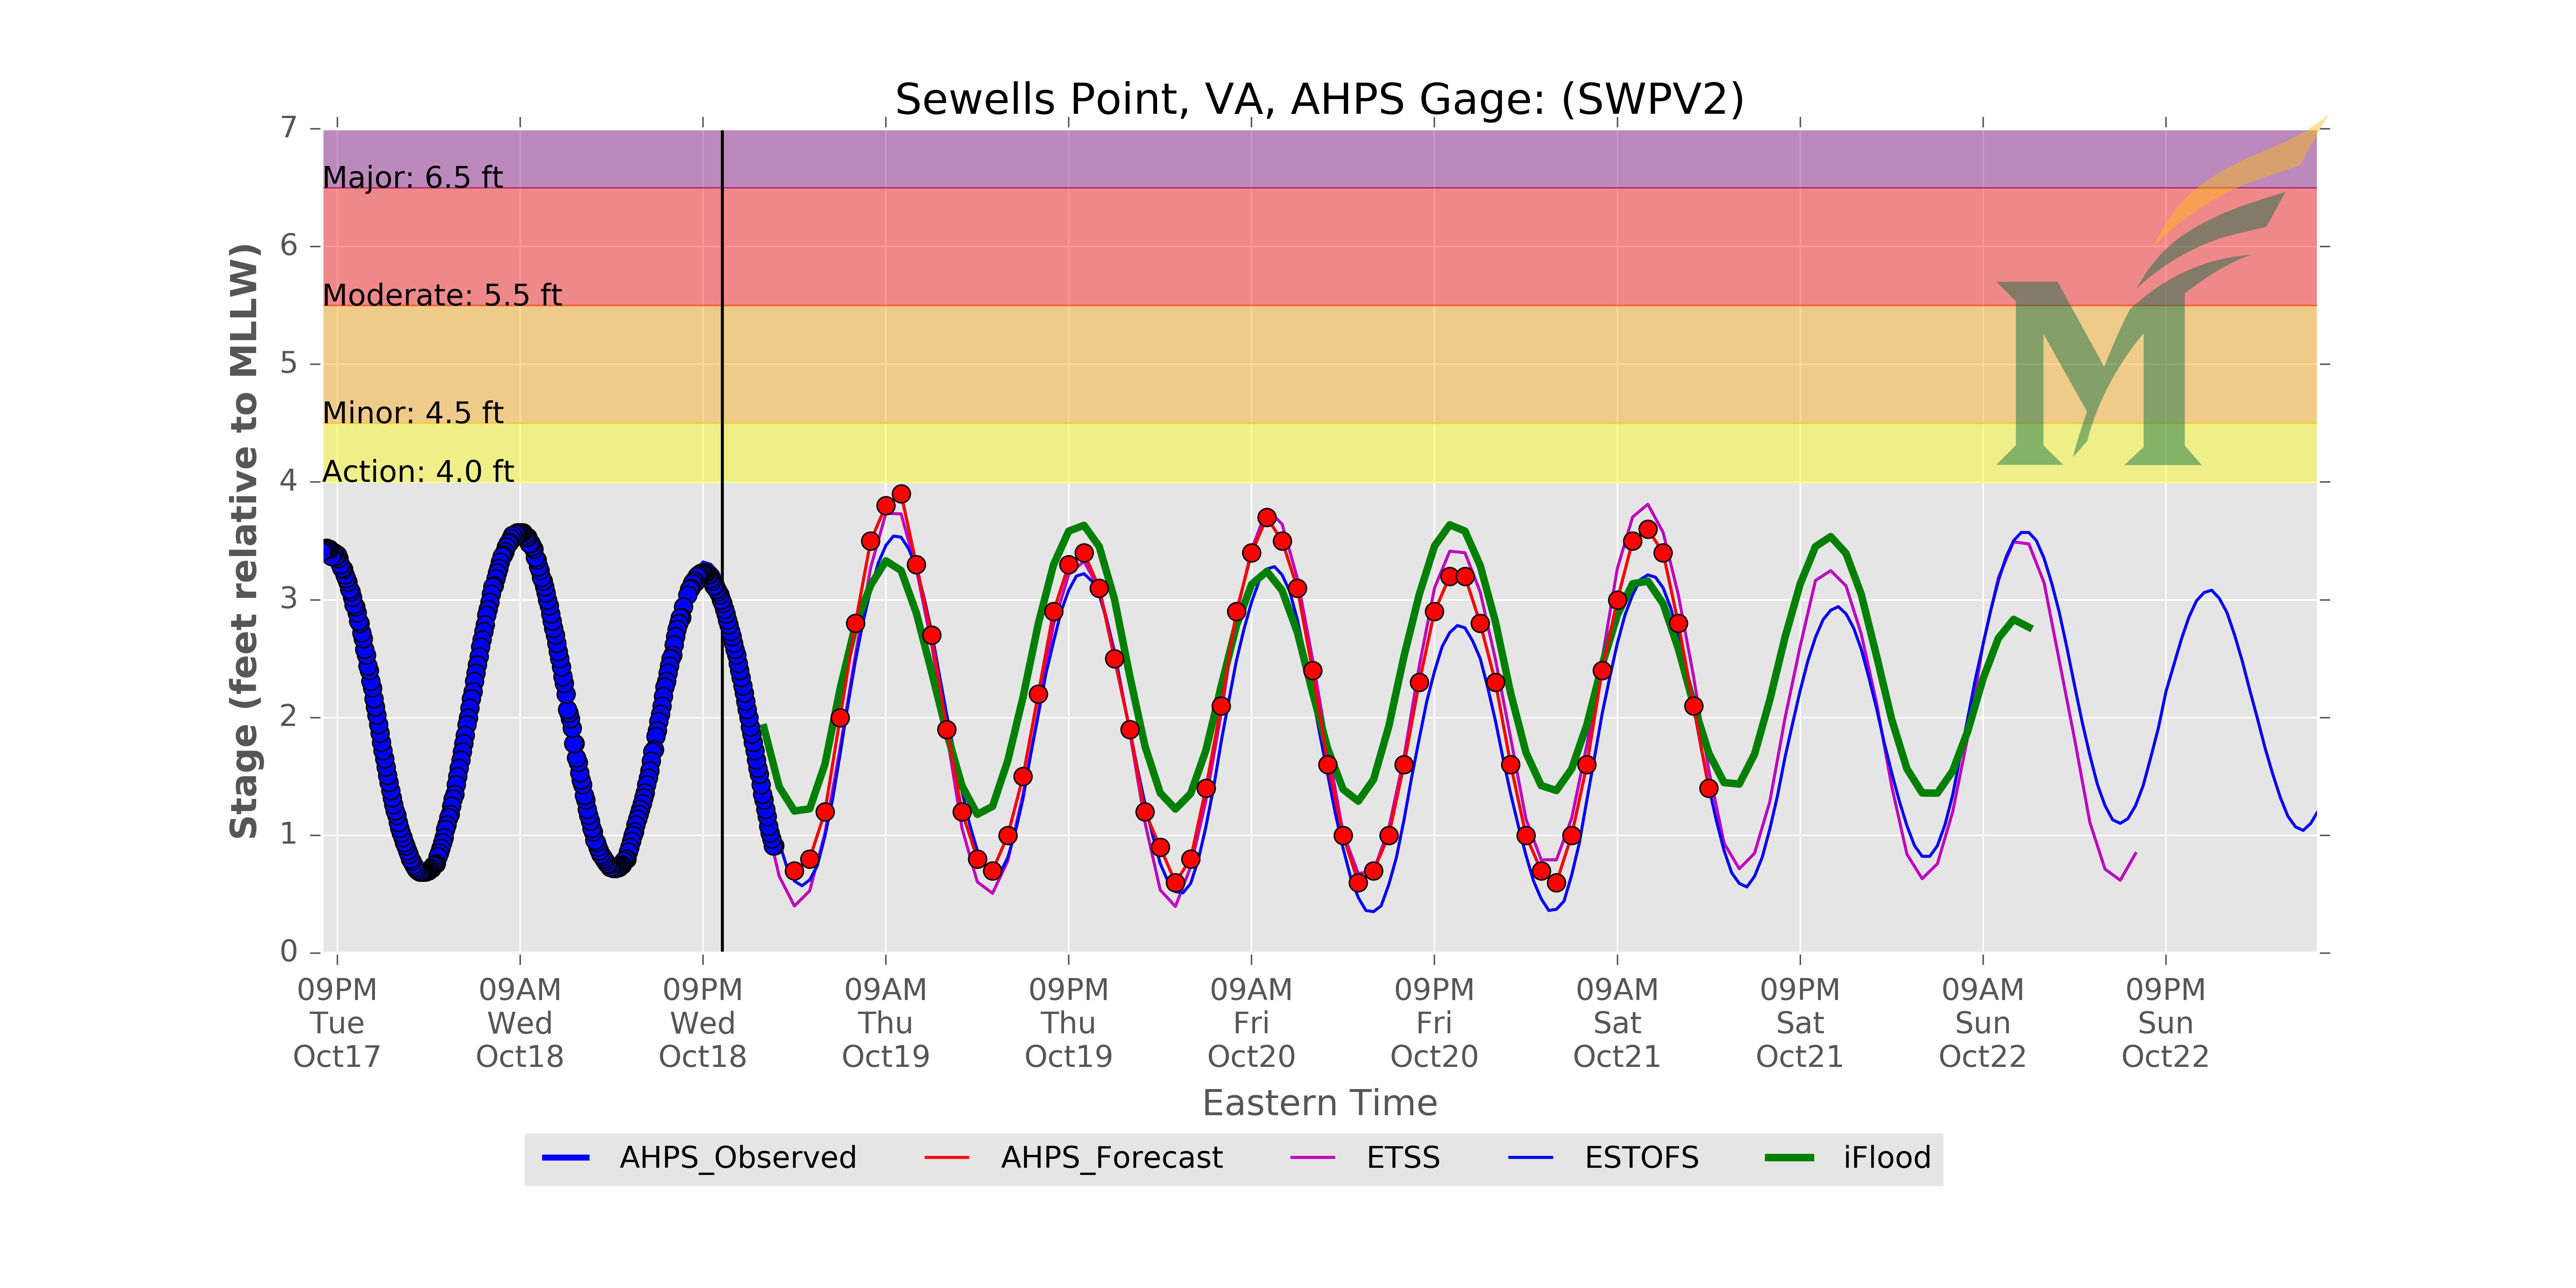 Sewells Point, VA, AHPS Gage: (SWPV2)
Stage (feet relative to MLLW)
7
Major: 6.5 ft
6
Moderate: 5.5 ft
5
Minor: 4.5 ft
Action: 4.0 ft
4
3
2
1
0
09PM 09AM 09PM 09AM 09PM 09AM 09PM 09AM 09PM 09AM 09PM
Tue Wed Wed Thu Thu Fri Fri Sat Sat Sun Sun
Oct17 Oct18 Oct18 Oct19 Oct19 Oct20 Oct20 Oct21 Oct21 Oct22 Oct22
Eastern Time
AHPS_Observed AHPS_Forecast ETSS ESTOFS iFlood
M